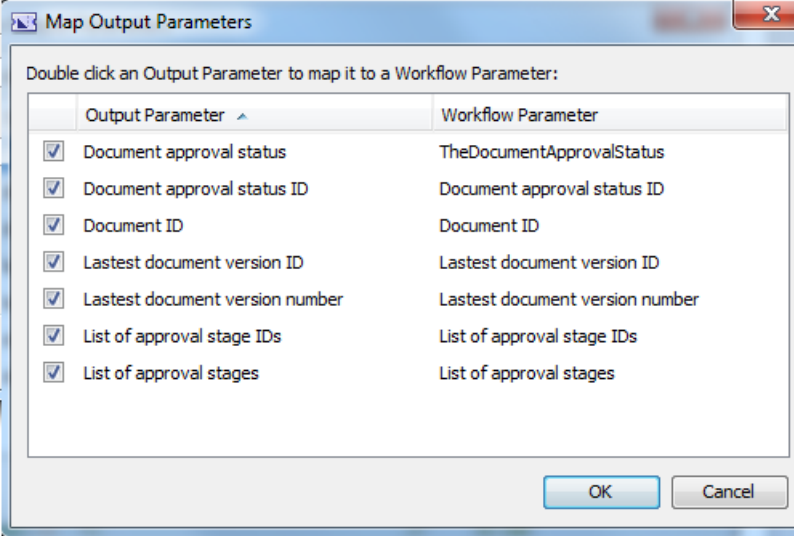 Map Output Parameters
Double click an Output Parameter to map it to a Workflow Parameter:
Output Parameter Workflow Parameter
Document approval status TheDocumentApprovalStatus
Document approval status ID Document approval status ID
Document ID Document ID
Lastest document version ID Lastest document version ID
Lastest document version number Lastest document version number
List of approval stage IDs List of approval stage IDs
List of approval stages List of approval stages
OK Cancel